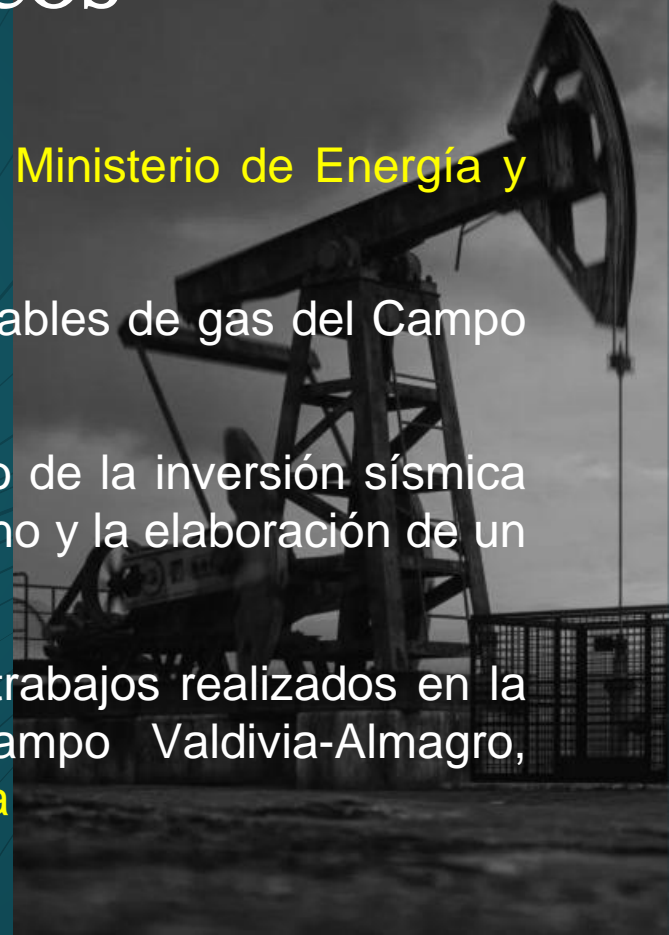 Ministerio de Energía y
ables de gas del Campo
o de la inversión sísmica
no y la elaboración de un
trabajos realizados en la
ampo Valdivia-Almagro,
a